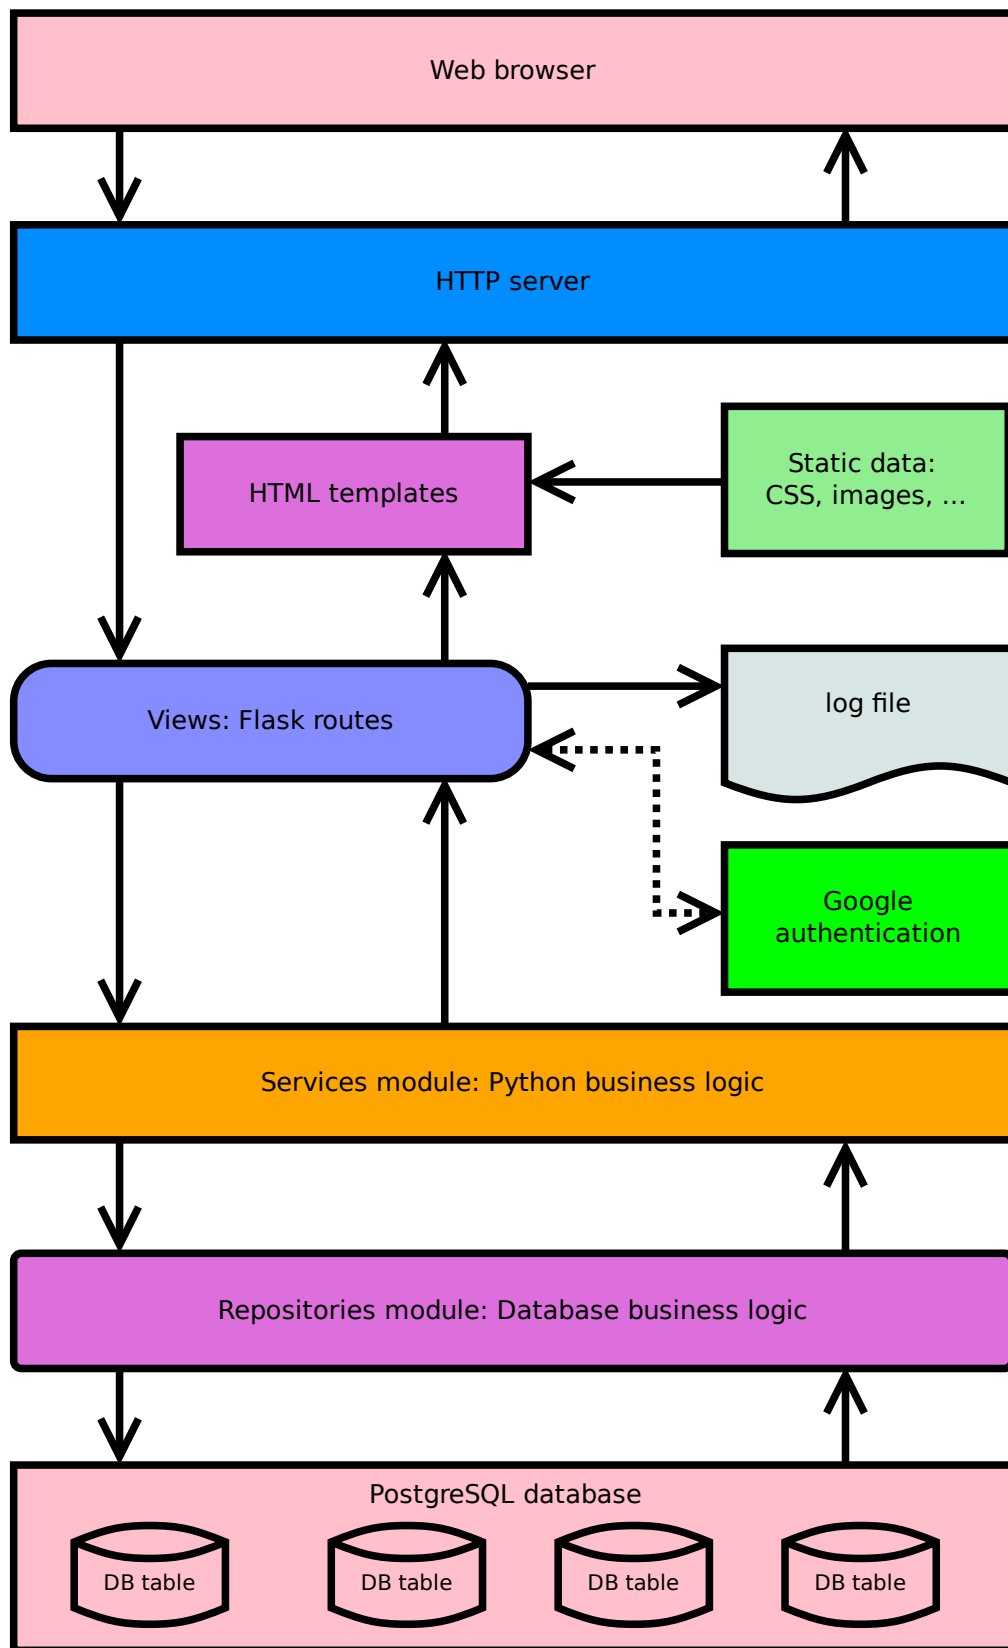 Web browser
HTTP server
HTML templates
Static data:
CSS, images, ...
Views: Flask routes
log file
Google
authentication
Services module: Python business logic
Repositories module: Database business logic
PostgreSQL database
DB table
DB table
DB table
DB table